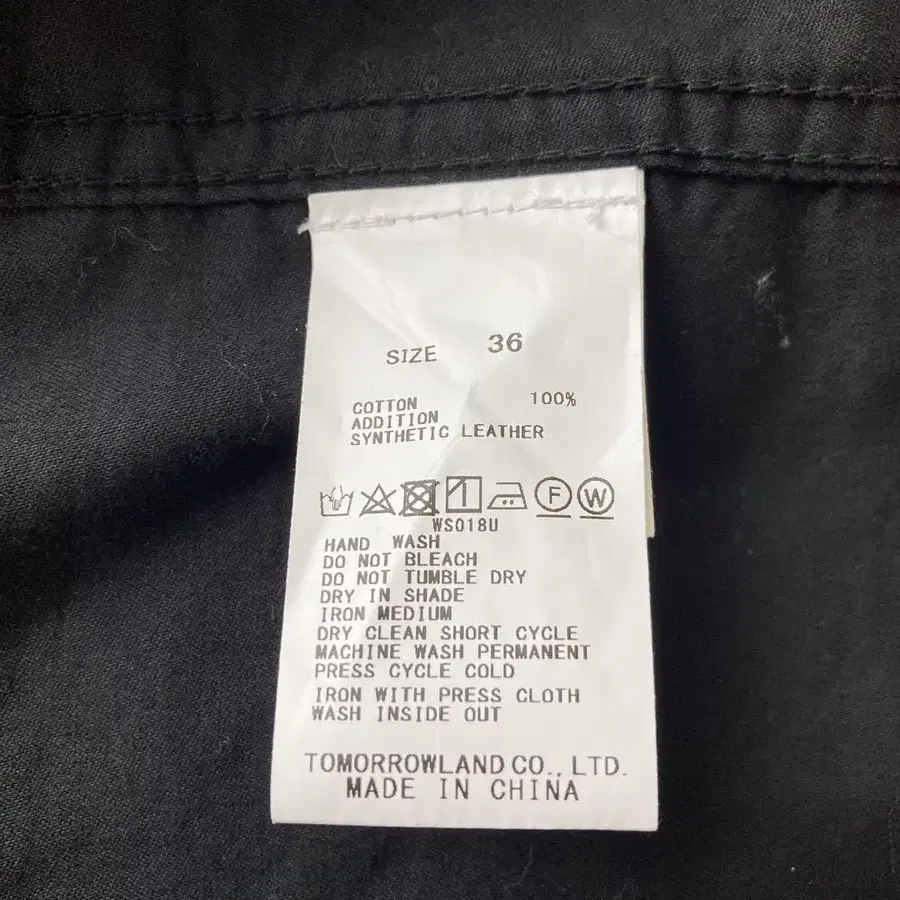 SIZE 36
COTTON 100%
ADDITION
SYNTHETIC LEATHER
F W
WS018U
HAND WASH
DO NOT BLEACH
DO NOT TUMBLE DRY
DRY IN SHADE
IRON MEDIUM
DRY CLEAN SHORT CYCLE
MACHINE WASH PERMANENT
PRESS CYCLE COLD
IRON WITH PRESS CLOTH
WASH INSIDE OUT
TOMORROWLAND CO., LTD.
MADE IN CHINA